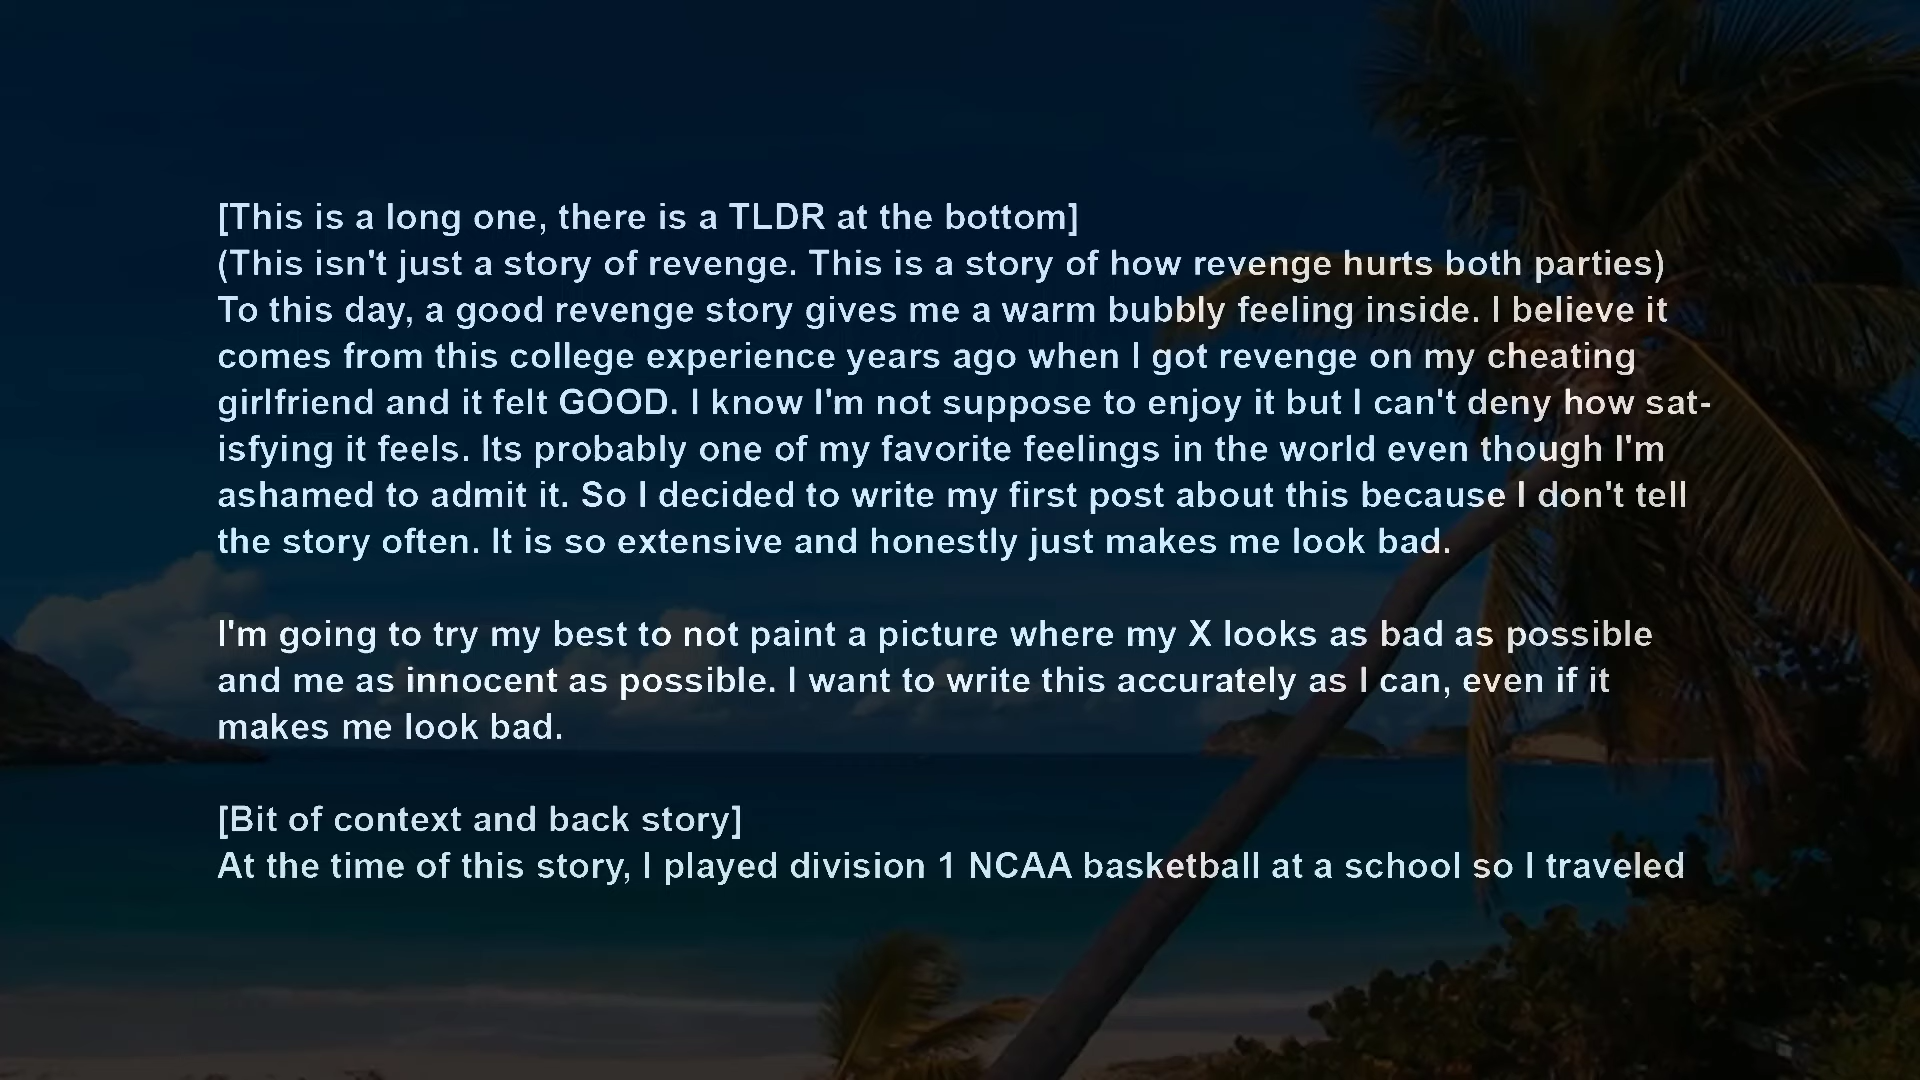 [This is a long one, there is a TLDR at the bottom]
(This isn't just a story of revenge. This is a story of how revenge hurts both parties)
To this day, a good revenge story gives me a warm bubbly feeling inside. I believe it
comes from this college experience years ago when I got revenge on my cheating
girlfriend and it felt GOOD. I know I'm not suppose to enjoy it but I can't deny how sat-
isfying it feels. Its probably one of my favorite feelings in the world even though I'm
ashamed to admit it. So I decided to write my first post about this because I don't tell
the story often. It is so extensive and honestly just makes me look bad.
I'm going to try my best to not paint a picture where my X looks as bad as possible
and me as innocent as possible. I want to write this accurately as I can, even if it
makes me look bad.
[Bit of context and back story]
At the time of this story, I played division 1 NCAA basketball at a school so I traveled